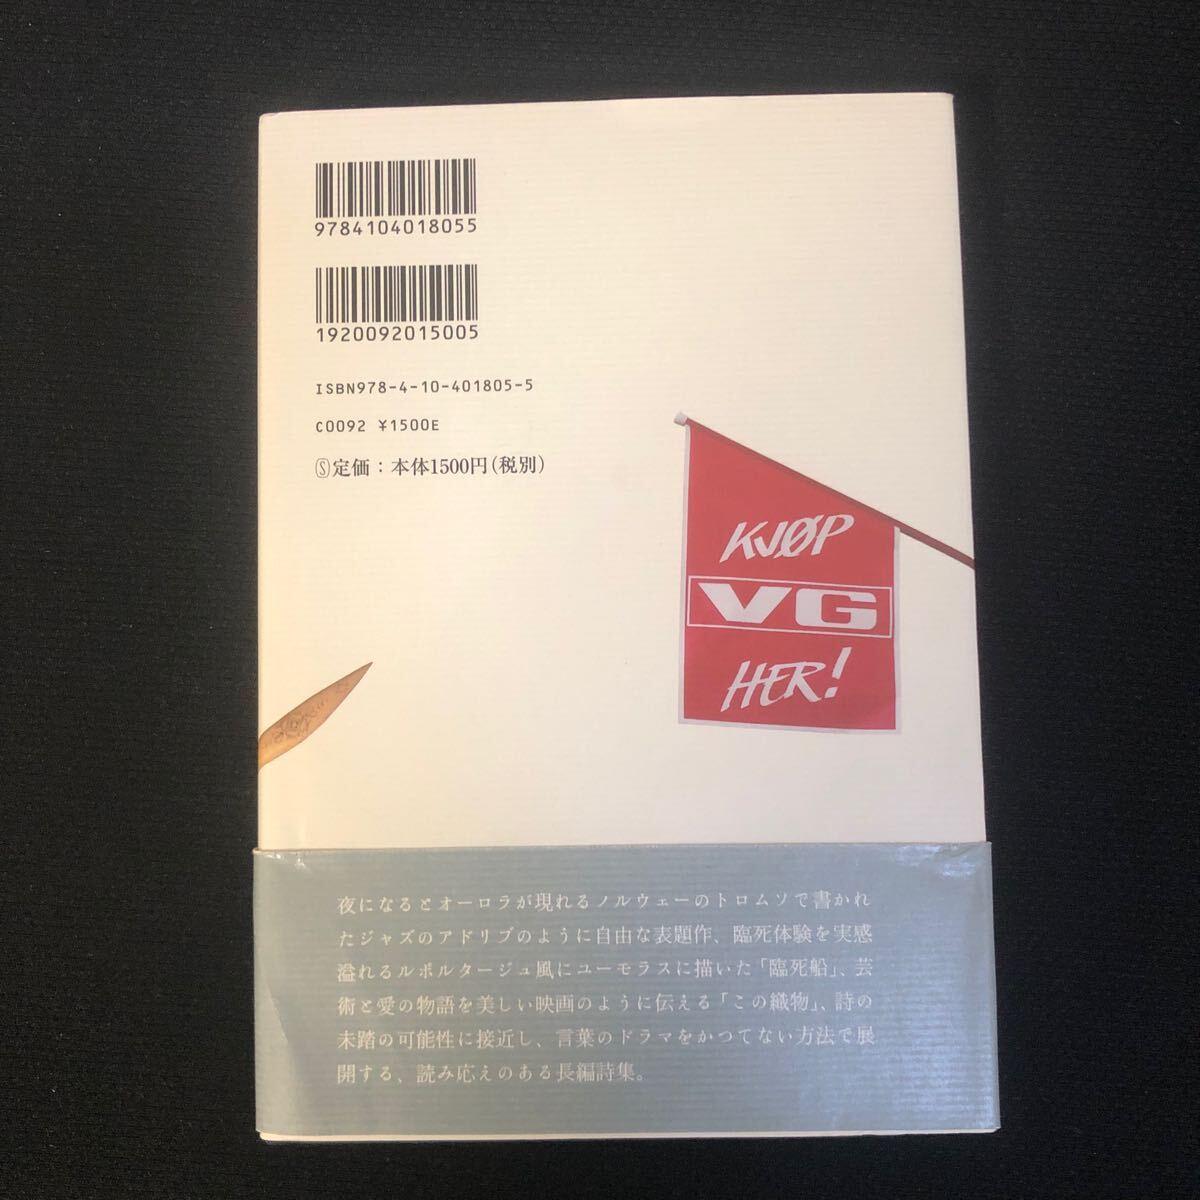 9784104018055
1920092015005
ISBN978-4-10-401805-5
C0092 ¥1500E
Ⓢ定価：本体1500円（税別）
KJØP
VG
HER!
夜になるとオーロラが現れるノルウェーのトロムソで書かれ
たジャズのアドリブのように自由な表題作、臨死体験を実感
溢れるルポルタージュ風にユーモラスに描いた「臨死船」、芸
術と愛の物語を美しい映画のように伝える「この織物」、詩の
未踏の可能性に接近し、言葉のドラマをかつてない方法で展
開する、読み応えのある長編詩集。